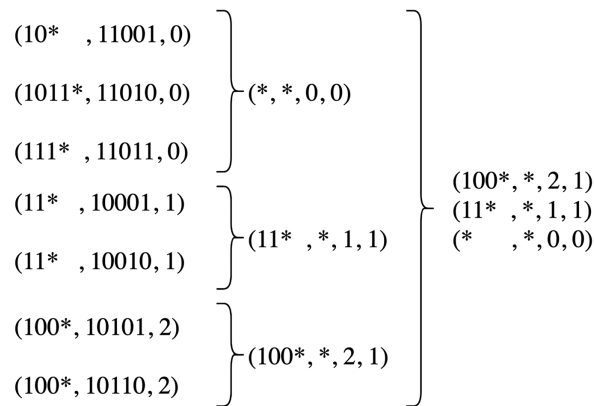 (10* , 11001, 0)
(1011*, 11010, 0)
(111* , 11011, 0)
(*, *, 0, 0)
(11* , 10001, 1)
(11* , 10010, 1)
(11* , *, 1, 1)
(100*, 10101, 2)
(100*, 10110, 2)
(100*, *, 2, 1)
(100*, *, 2, 1)
(11* , *, 1, 1)
(* , *, 0, 0)